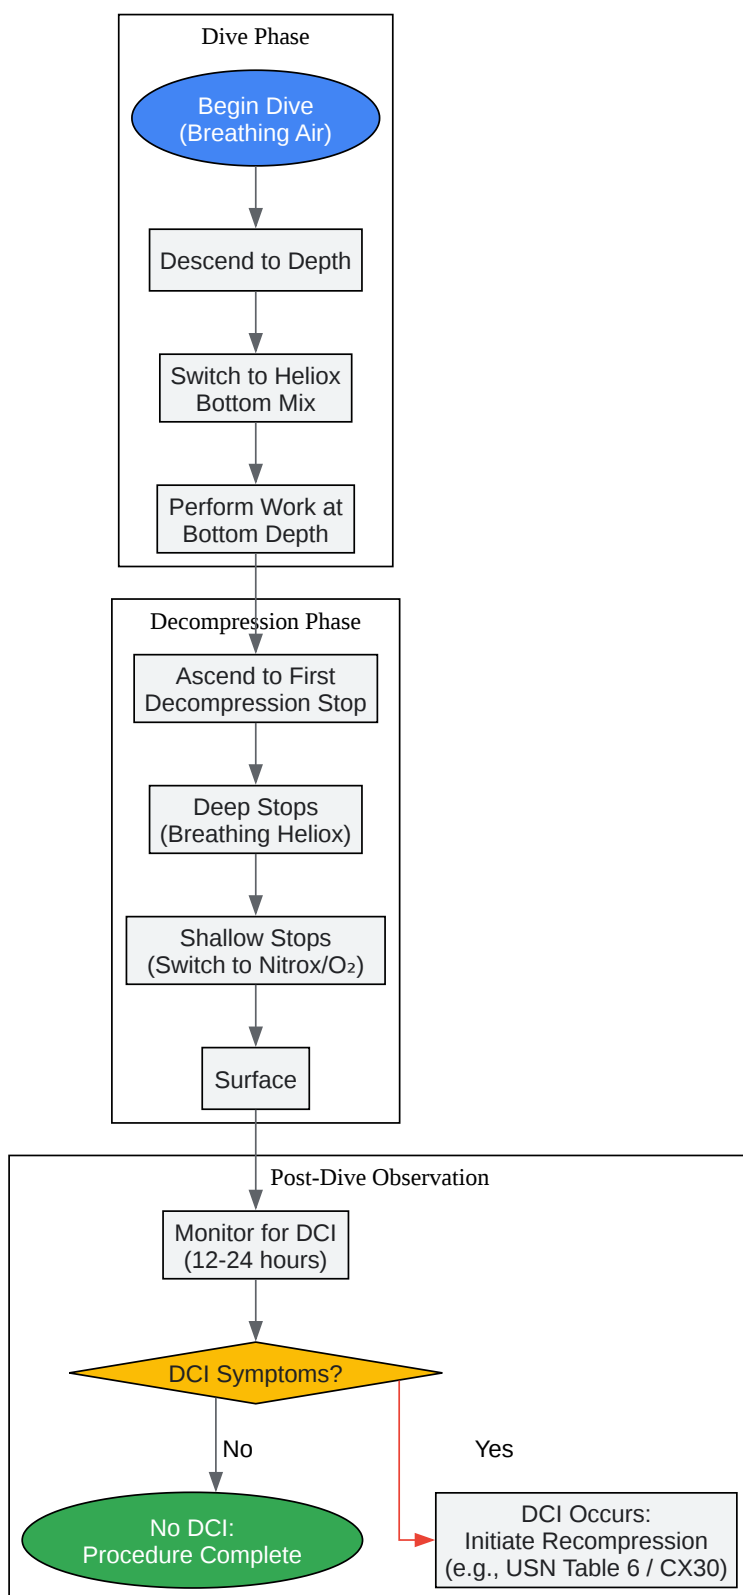 Dive Phase
Begin Dive
(Breathing Air)
Descend to Depth
Switch to Heliox
Bottom Mix
Perform Work at
Bottom Depth
Decompression Phase
Ascend to First
Decompression Stop
Deep Stops
(Breathing Heliox)
Shallow Stops
(Switch to Nitrox/O₂)
Surface
Post-Dive Observation
Monitor for DCI
(12-24 hours)
DCI Symptoms?
No
Yes
No DCI:
Procedure Complete
DCI Occurs:
Initiate Recompression
(e.g., USN Table 6 / CX30)